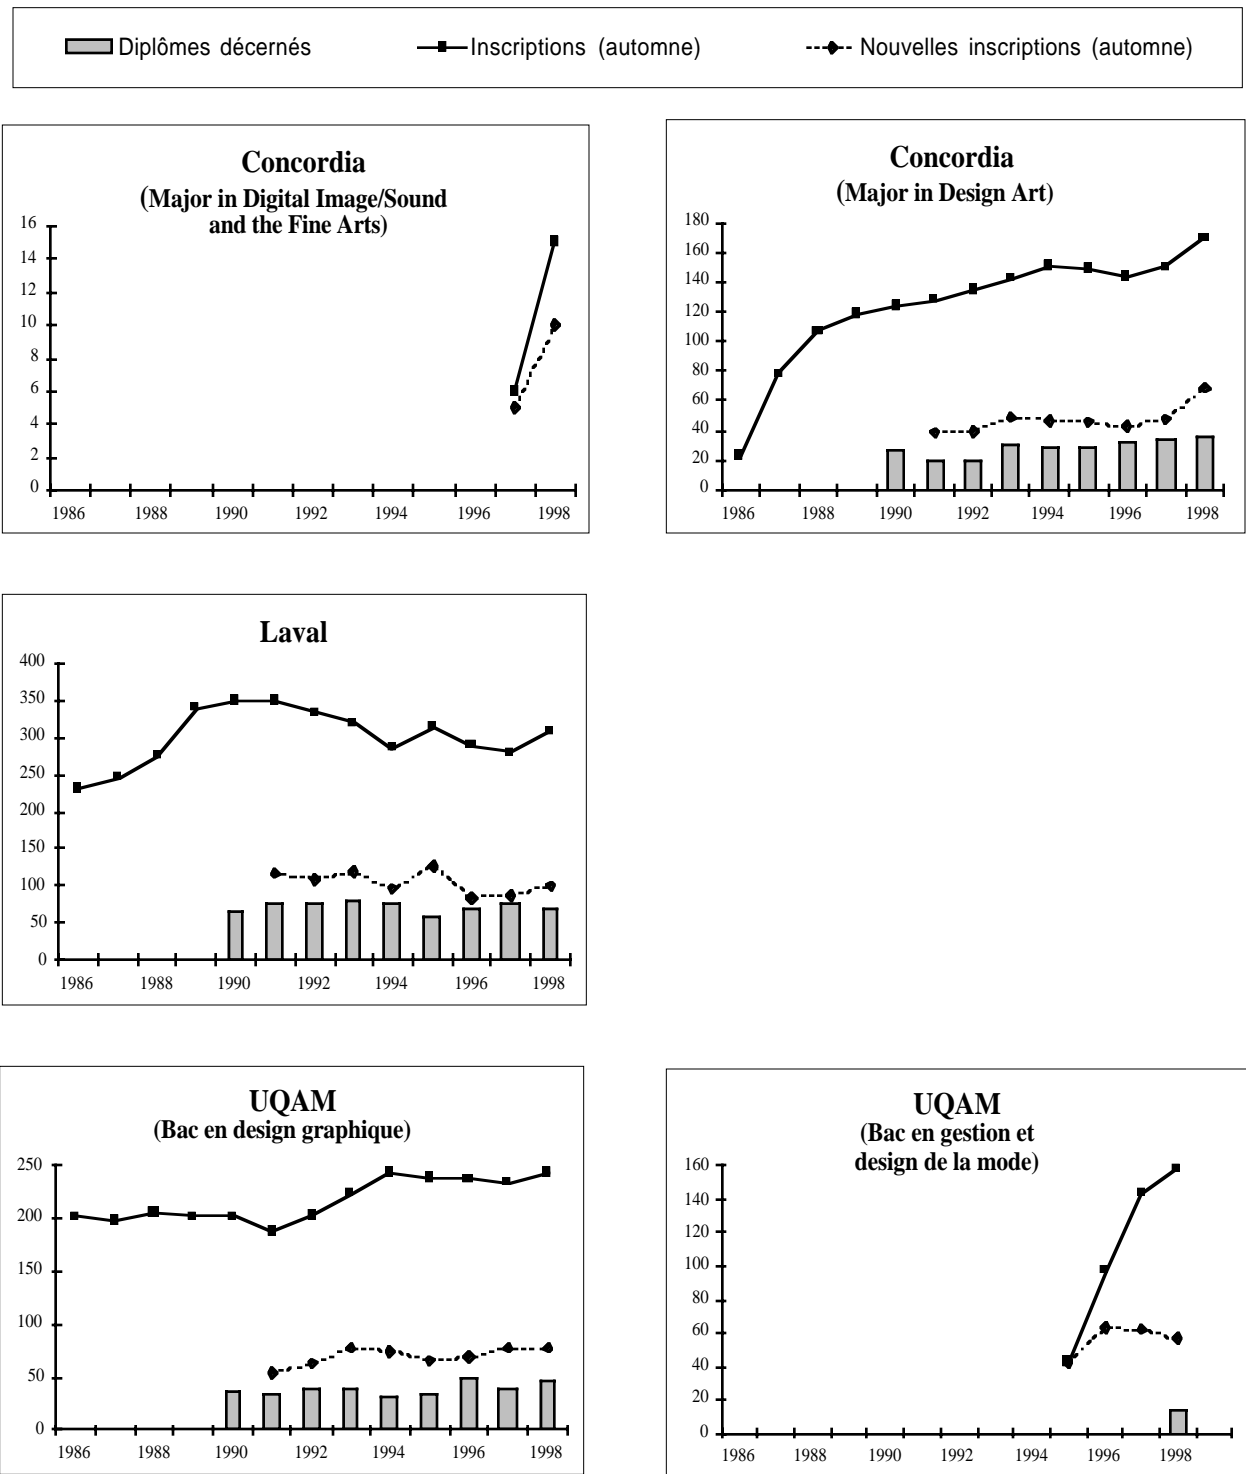 Diplômes décernés Inscriptions (automne) Nouvelles inscriptions (automne)
Concordia
(Major in Digital Image/Sound
and the Fine Arts)
16
14
12
10
8
6
4
2
0
1986 1988 1990 1992 1994 1996 1998
Concordia
(Major in Design Art)
180
160
140
120
100
80
60
40
20
0
1986 1988 1990 1992 1994 1996 1998
Laval
400
350
300
250
200
150
100
50
0
1986 1988 1990 1992 1994 1996 1998
UQAM
(Bac en design graphique)
250
200
150
100
50
0
1986 1988 1990 1992 1994 1996 1998
UQAM
(Bac en gestion et
design de la mode)
160
140
120
100
80
60
40
20
0
1986 1988 1990 1992 1994 1996 1998